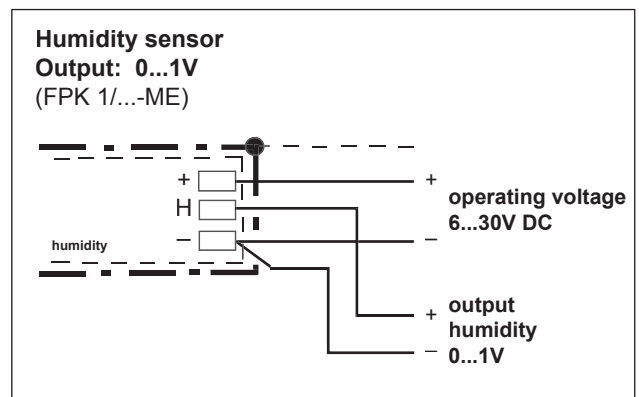 Humidity sensor
Output: 0...1V
(FPK 1/...-ME)
+
H
–
humidity
+
operating voltage
6...30V DC
–
+
output
humidity
–
0...1V